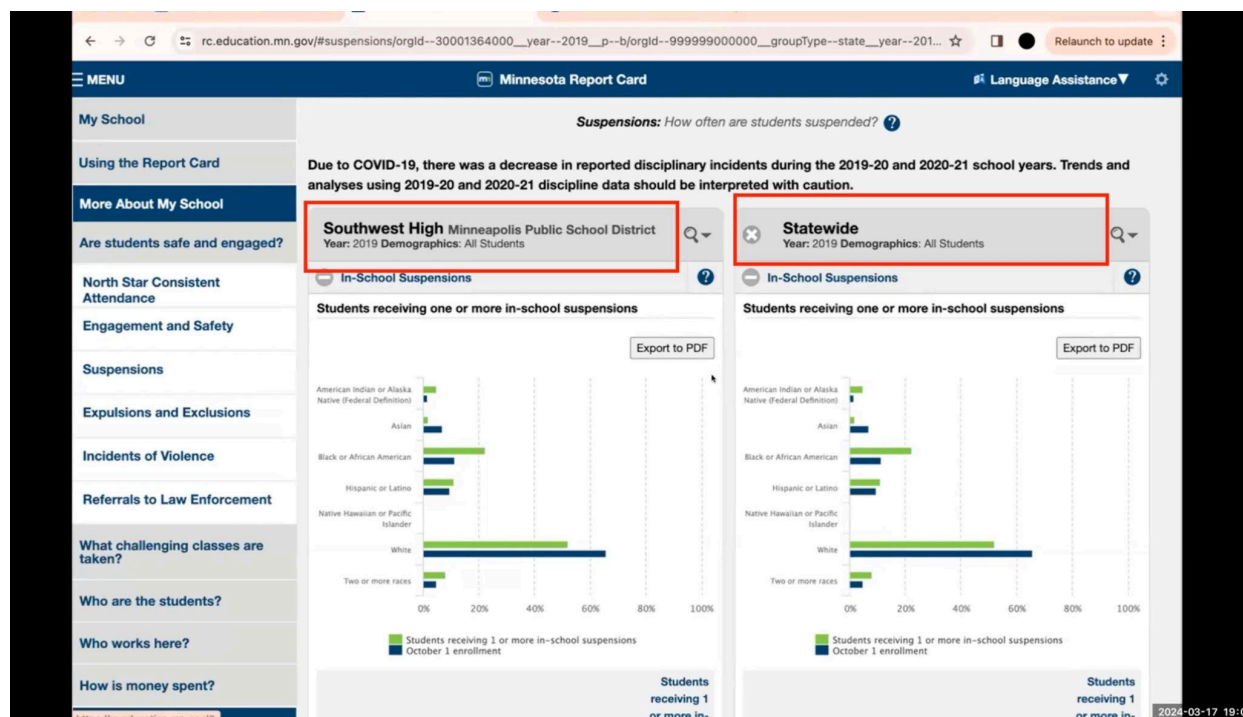 rc.education.mn.gov/#suspensions/orgId--30001364000__year--2019__p--b/orgId--999999000000__groupType--state__year--201...
Relaunch to update
MENU
Minnesota Report Card
Language Assistance▼
My School
Using the Report Card
More About My School
Are students safe and engaged?
North Star Consistent
Attendance
Engagement and Safety
Suspensions
Expulsions and Exclusions
Incidents of Violence
Referrals to Law Enforcement
What challenging classes are
taken?
Who are the students?
Who works here?
How is money spent?
Suspensions: How often are students suspended? ?
Due to COVID-19, there was a decrease in reported disciplinary incidents during the 2019-20 and 2020-21 school years. Trends and
analyses using 2019-20 and 2020-21 discipline data should be interpreted with caution.
Southwest High Minneapolis Public School District
Year: 2019 Demographics: All Students
In-School Suspensions ?
Students receiving one or more in-school suspensions
Export to PDF
American Indian or Alaska
Native (Federal Definition)
Asian
Black or African American
Hispanic or Latino
Native Hawaiian or Pacific
Islander
White
Two or more races
0% 20% 40% 60% 80% 100%
Students receiving 1 or more in-school suspensions
October 1 enrollment
Students
receiving 1
or more in-
Statewide
Year: 2019 Demographics: All Students
In-School Suspensions ?
Students receiving one or more in-school suspensions
Export to PDF
American Indian or Alaska
Native (Federal Definition)
Asian
Black or African American
Hispanic or Latino
Native Hawaiian or Pacific
Islander
White
Two or more races
0% 20% 40% 60% 80% 100%
Students receiving 1 or more in-school suspensions
October 1 enrollment
Students
receiving 1
or more in-
2024-03-17 19:0